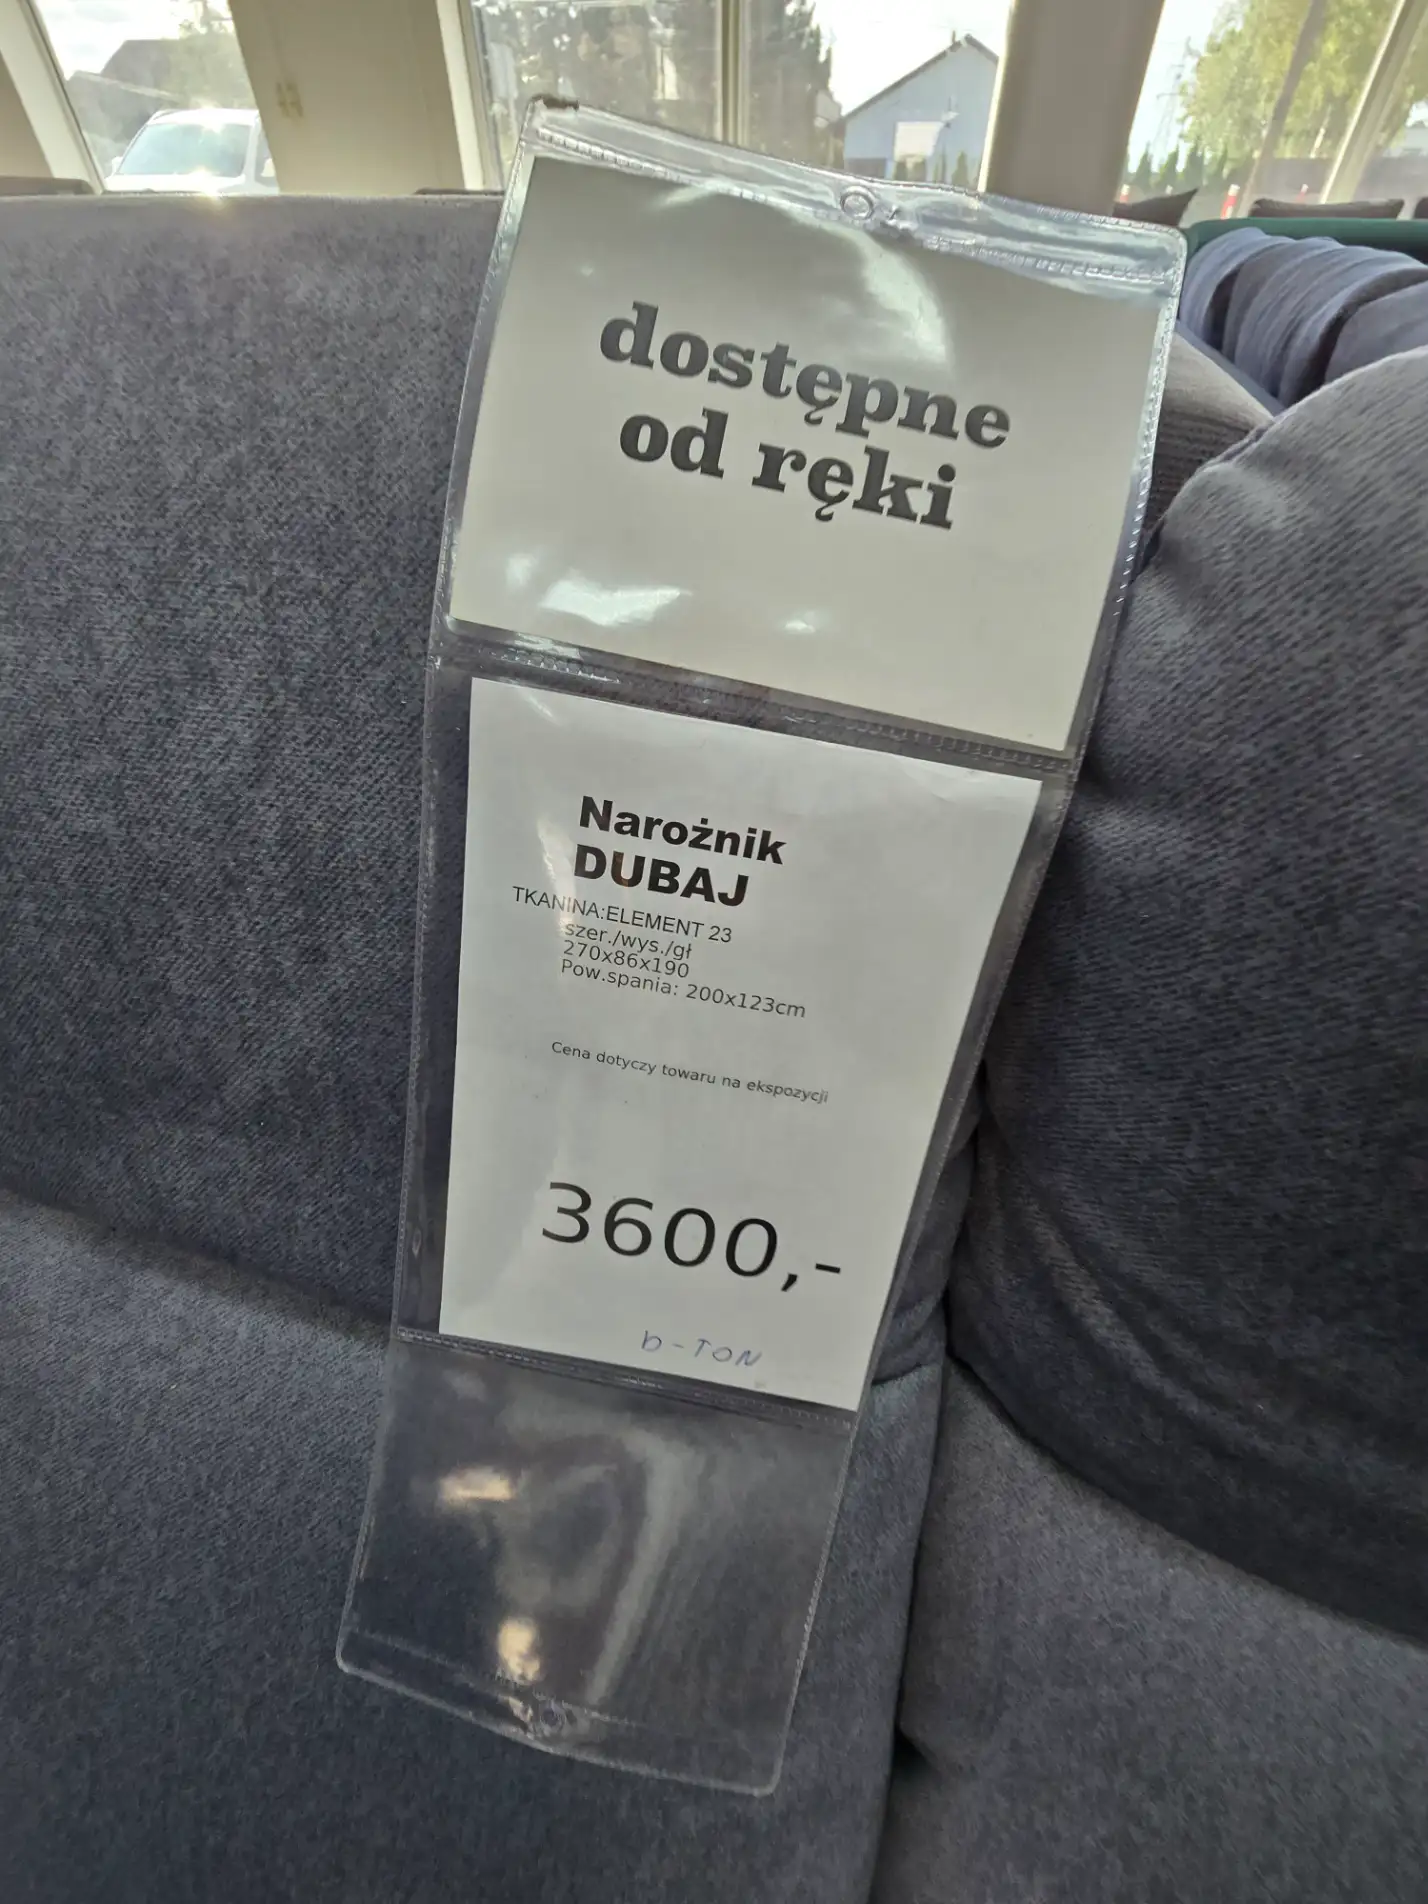 dostępne
od ręki
Narożnik
DUBAJ
TKANINA:ELEMENT 23
szer./wys./gł
270x86x190
Pow.spania: 200x123cm
Cena dotyczy towaru na ekspozycji
3600,-
b-TON